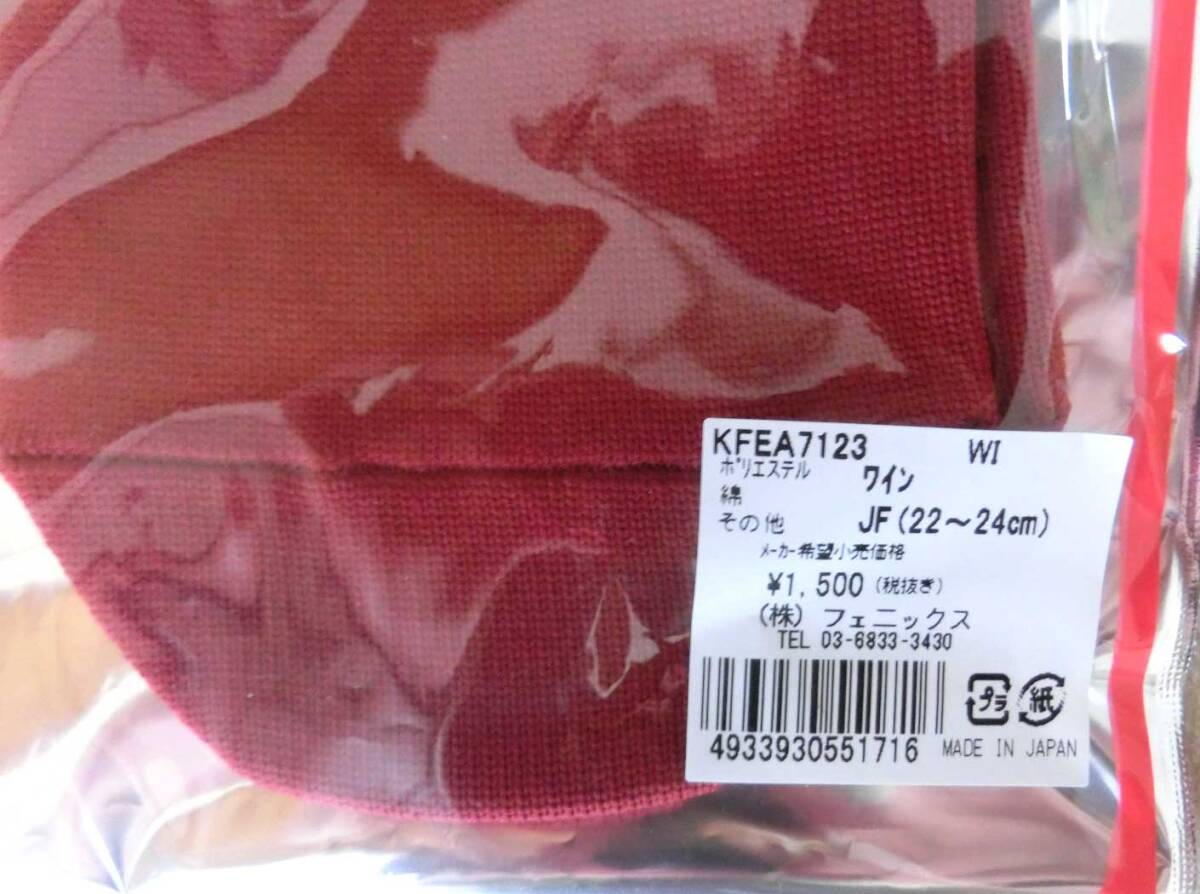 KFEA7123 WI
ポリエステル ワイン
綿
その他 JF(22～24cm)
メーカー希望小売価格
¥1,500 (税抜き)
(株) フェニックス
TEL 03-6833-3430
プラ 紙
4933930551716 MADE IN JAPAN